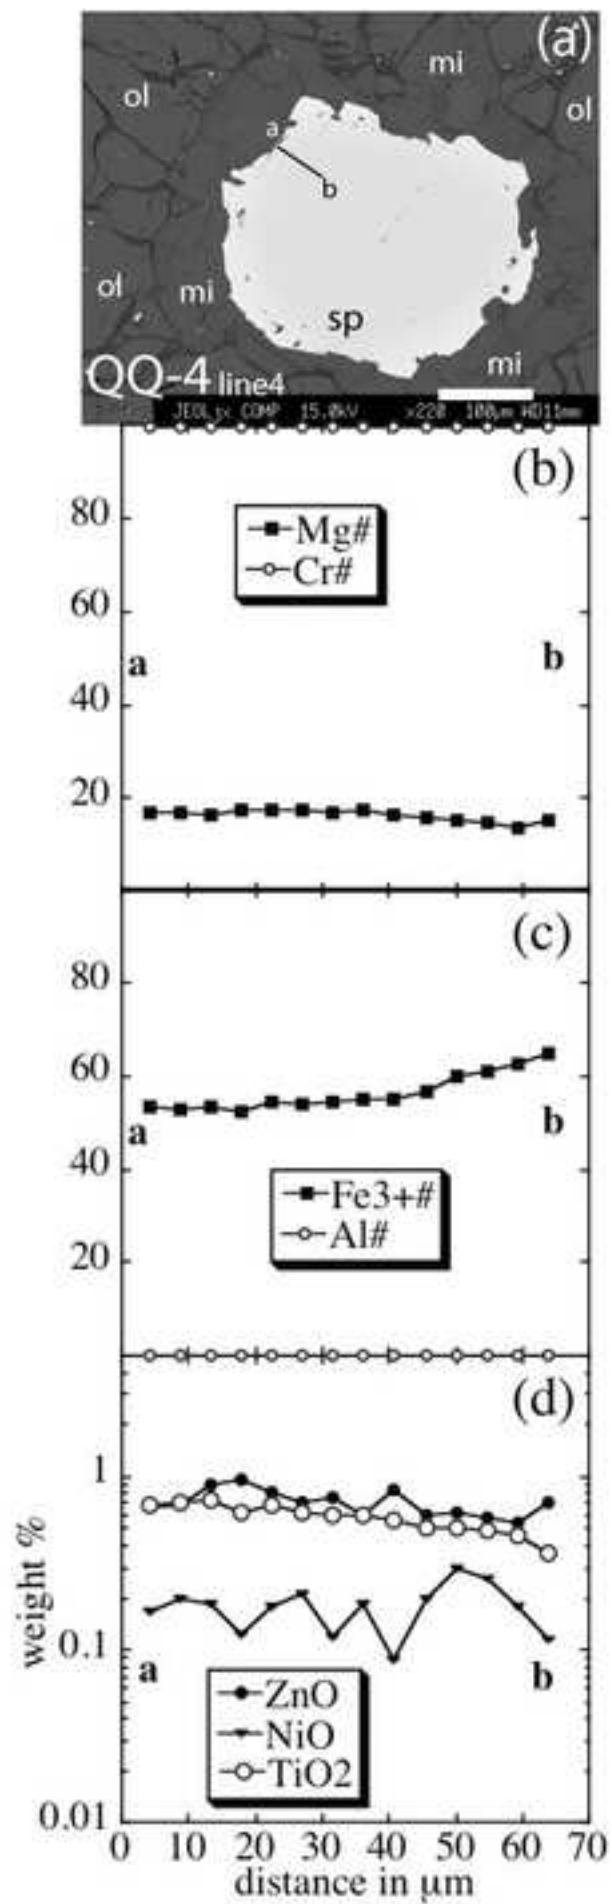 (a)
mi
ol
ol
a
b
ol
mi
sp
mi
QQ-4 line4
JEOL COMP 15.0kV x220 100μm WD11mm
(b)
80
Mg#
Cr#
60
a
b
40
20
(c)
80
60
a
b
40
Fe3+#
Al#
20
(d)
1
weight %
0.1
a
b
ZnO
NiO
TiO2
0.01
0 10 20 30 40 50 60 70
distance in μm